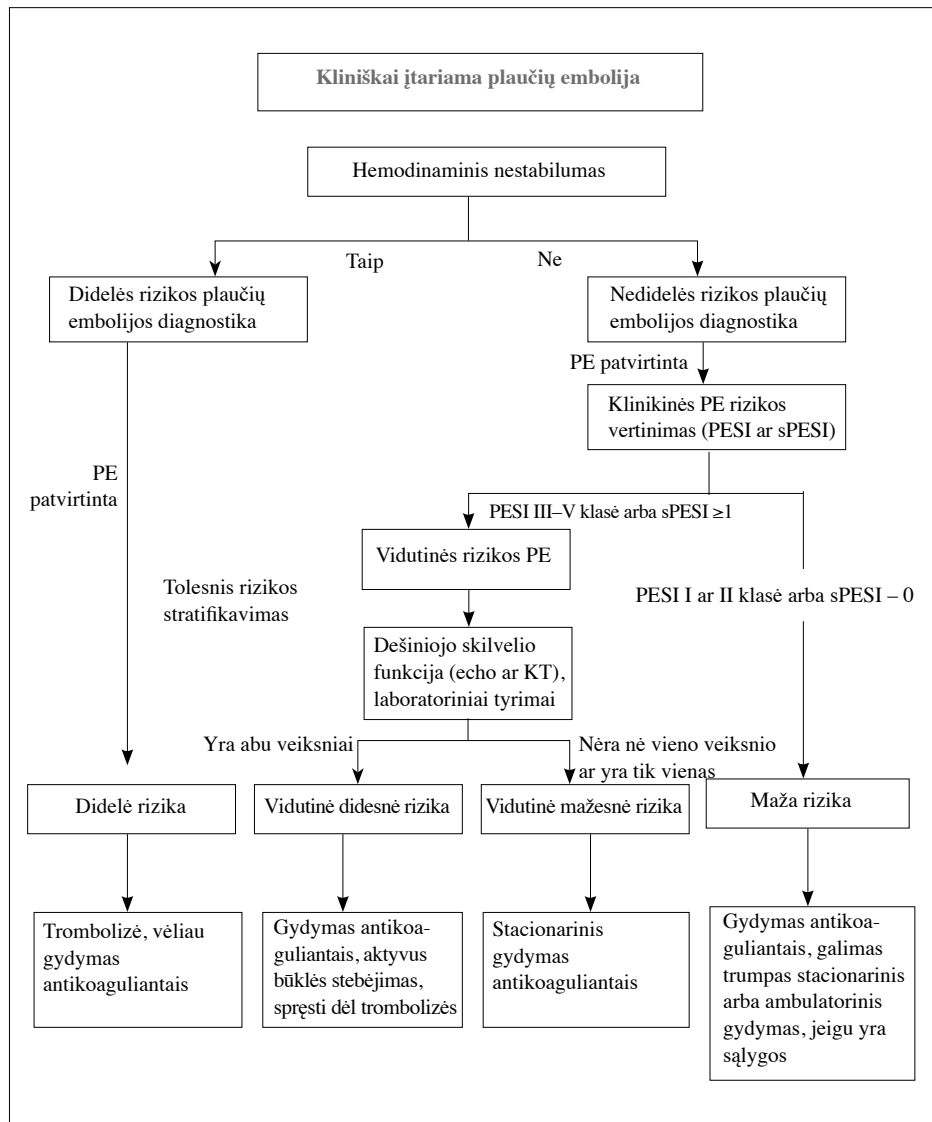 Kliniškai įtariama plaučių embolija
Hemodinaminis nestabilumas
Taip
Ne
Didelės rizikos plaučių
embolijos diagnostika
Nedidelės rizikos plaučių
embolijos diagnostika
PE patvirtinta
Klinikinės PE rizikos
vertinimas (PESI ar sPESI)
PE
patvirtinta
PESI III–V klasė arba sPESI ≥1
Vidutinės rizikos PE
Tolesnis rizikos
stratifikavimas
PESI I ar II klasė arba sPESI – 0
Dešiniojo skilvelio
funkcija (echo ar KT),
laboratoriniai tyrimai
Yra abu veiksniai
Nėra nė vieno veiksnio
ar yra tik vienas
Didelė rizika
Vidutinė didesnė rizika
Vidutinė mažesnė rizika
Maža rizika
Trombolizė, vėliau
gydymas
antikoaguliantais
Gydymas antikoa-
guliantais, aktyvus
būklės stebėjimas,
spręsti dėl trombolizės
Stacionarinis
gydymas
antikoaguliantais
Gydymas antikoa-
guliantais, galimas
trumpas stacionarinis
arba ambulatorinis
gydymas, jeigu yra
sąlygos